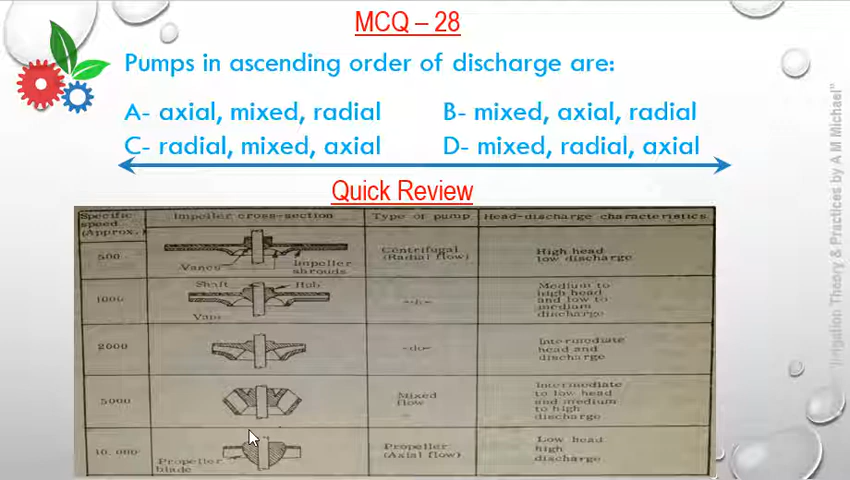 MCQ – 28
Pumps in ascending order of discharge are:
A- axial, mixed, radial
B- mixed, axial, radial
C- radial, mixed, axial
D- mixed, radial, axial
Quick Review
Specific speed (Approx.)
Impeller cross-section
Type of pump
Head-discharge characteristics
500
Vanes
Impeller shrouds
Centrifugal (Radial flow)
High head low discharge
1000
Shaft
Hub
Vane
-do-
Medium to high head and low to medium discharge
2000
-do-
Intermediate head and discharge
5000
Mixed flow
Intermediate to low head and medium to high discharge
10,000
Propeller blade
Propeller (Axial flow)
Low head high discharge
Irrigation Theory & Practices by A M Michael"